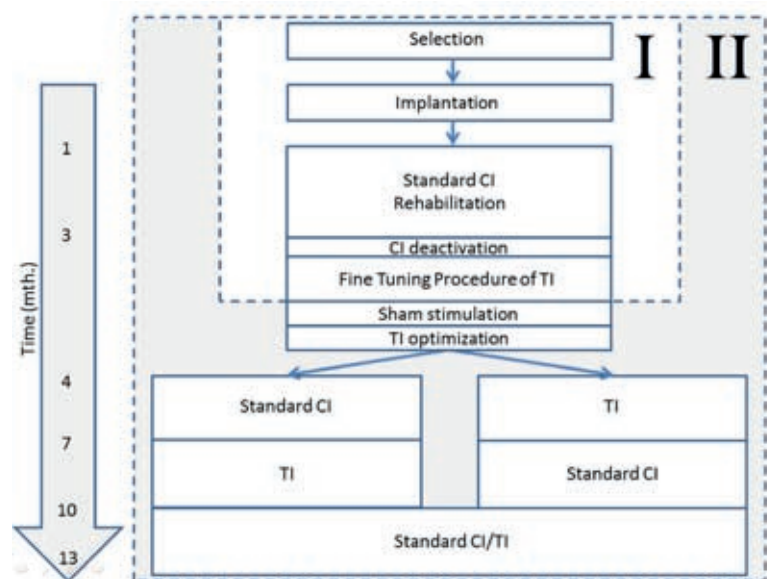 Selection
I
II
Implantation
1
Standard CI
Rehabilitation
3
CI deactivation
Fine Tuning Procedure of TI
Sham stimulation
TI optimization
Time (mth.)
4
Standard CI
TI
7
TI
Standard CI
10
Standard CI/TI
13